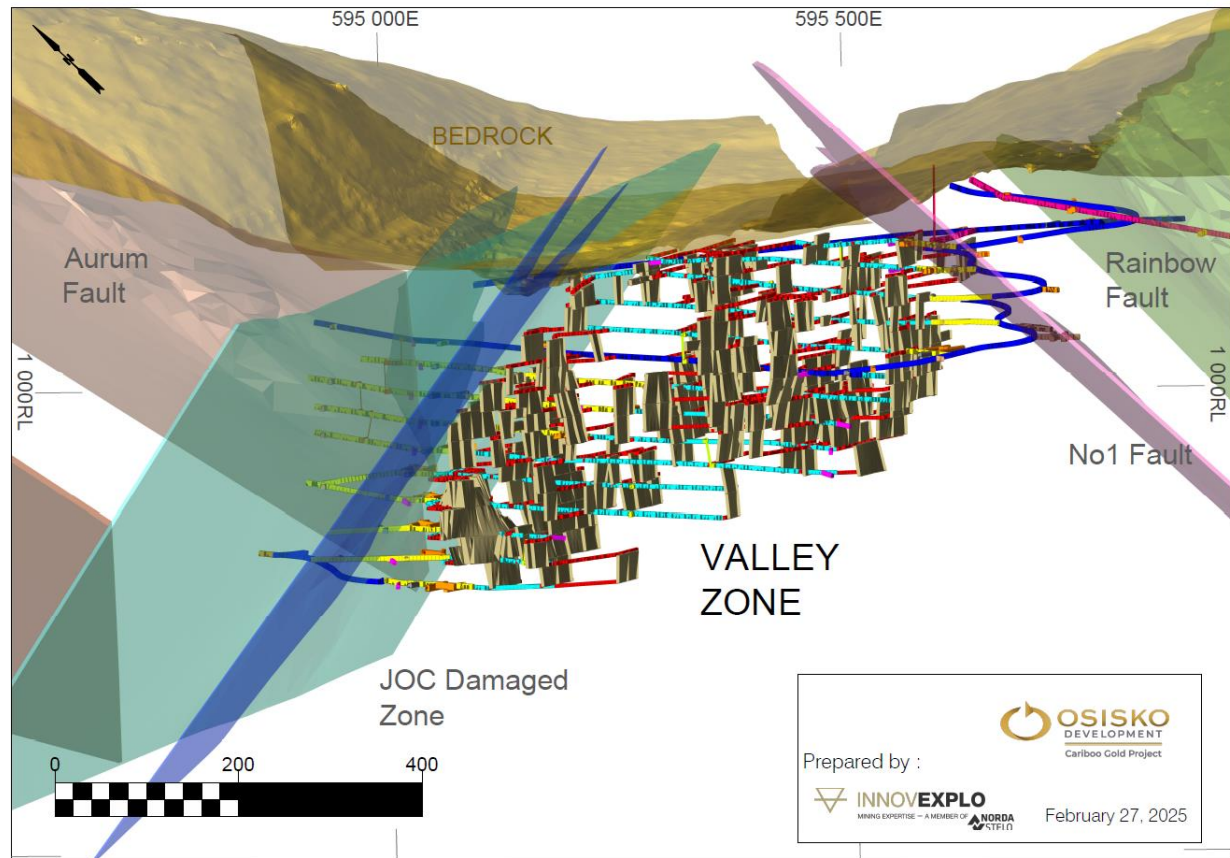 595 000E
595 500E
N
BEDROCK
Aurum
Fault
Rainbow
Fault
1 000RL
1 000RL
No1 Fault
VALLEY
ZONE
JOC Damaged
Zone
0
200
400
OSISKO
DEVELOPMENT
Cariboo Gold Project
Prepared by :
INNOVEXPLO
MINING EXPERTISE — A MEMBER OF NORDA
STELO
February 27, 2025